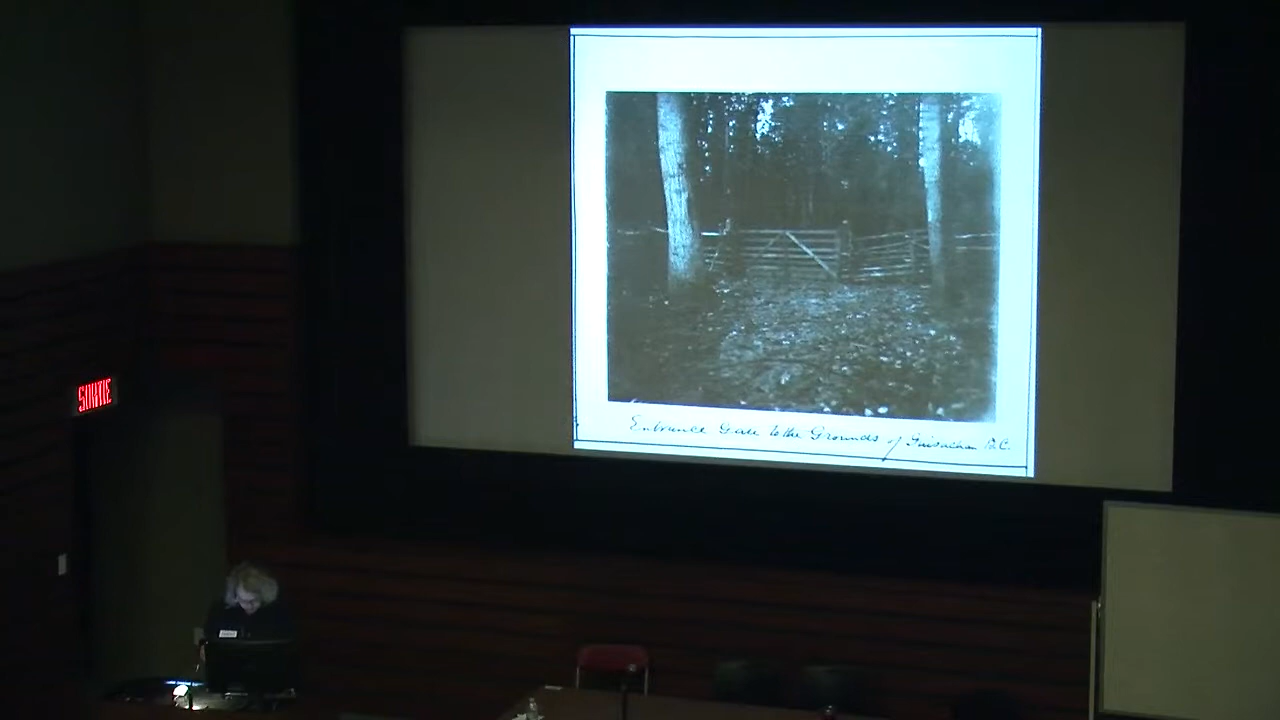 Entrance Gate to the Grounds of Guisachan B.C.
SORTIE